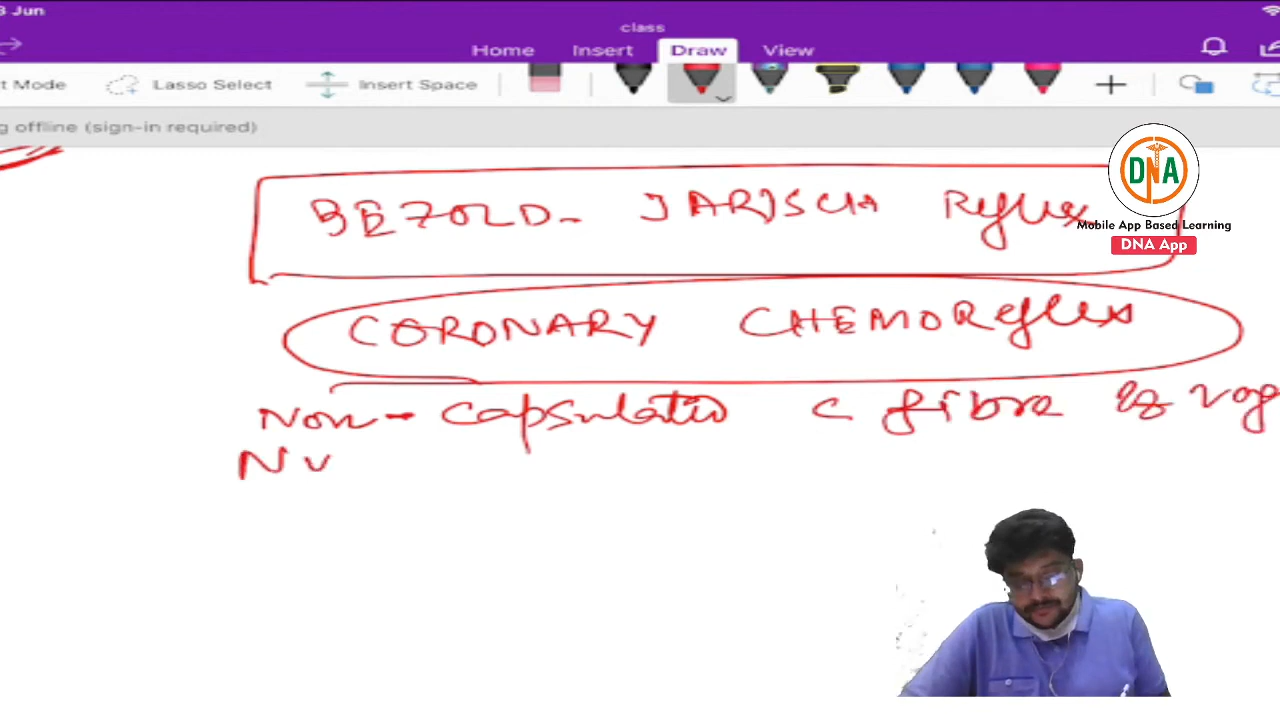 3 Jun
class
Home Insert Draw View
t Mode Lasso Select Insert Space
g offline (sign-in required)
DNA
Mobile App Based Learning
DNA App
BEZOLD- JARISCH Reflex
CORONARY CHEMOReflex
Non- C fibre of vag
NV